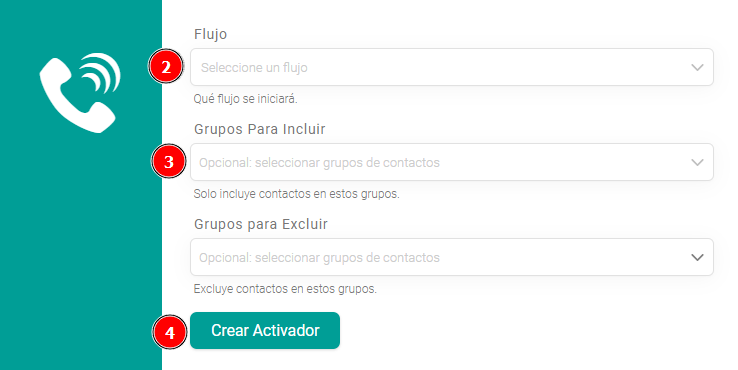 Flujo
2
Seleccione un flujo
Qué flujo se iniciará.
Grupos Para Incluir
3
Opcional: seleccionar grupos de contactos
Solo incluye contactos en estos grupos.
Grupos para Excluir
Opcional: seleccionar grupos de contactos
Excluye contactos en estos grupos.
4
Crear Activador